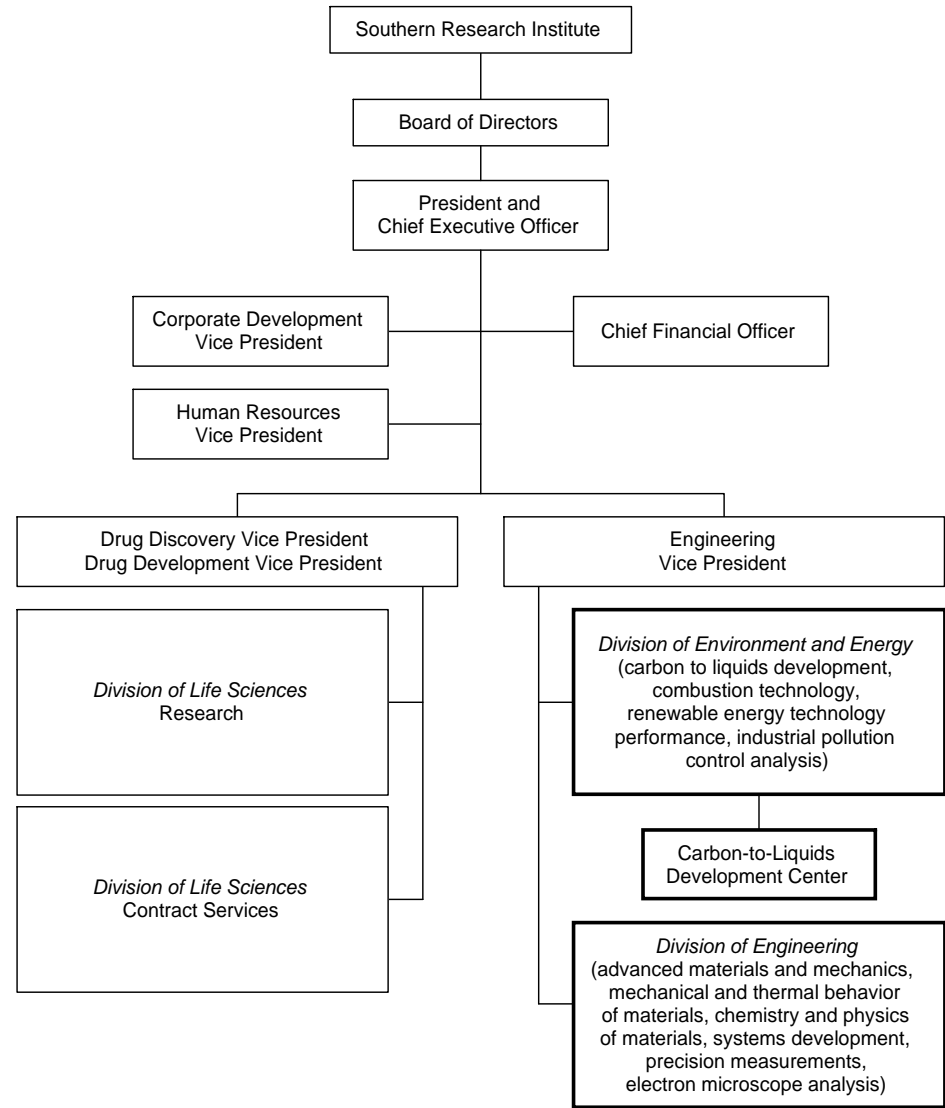 Southern Research Institute
Board of Directors
President and
Chief Executive Officer
Corporate Development
Vice President
Chief Financial Officer
Human Resources
Vice President
Drug Discovery Vice President
Drug Development Vice President
Engineering
Vice President
Division of Life Sciences
Research
Division of Environment and Energy
(carbon to liquids development,
combustion technology,
renewable energy technology
performance, industrial pollution
control analysis)
Carbon-to-Liquids
Development Center
Division of Life Sciences
Contract Services
Division of Engineering
(advanced materials and mechanics,
mechanical and thermal behavior
of materials, chemistry and physics
of materials, systems development,
precision measurements,
electron microscope analysis)